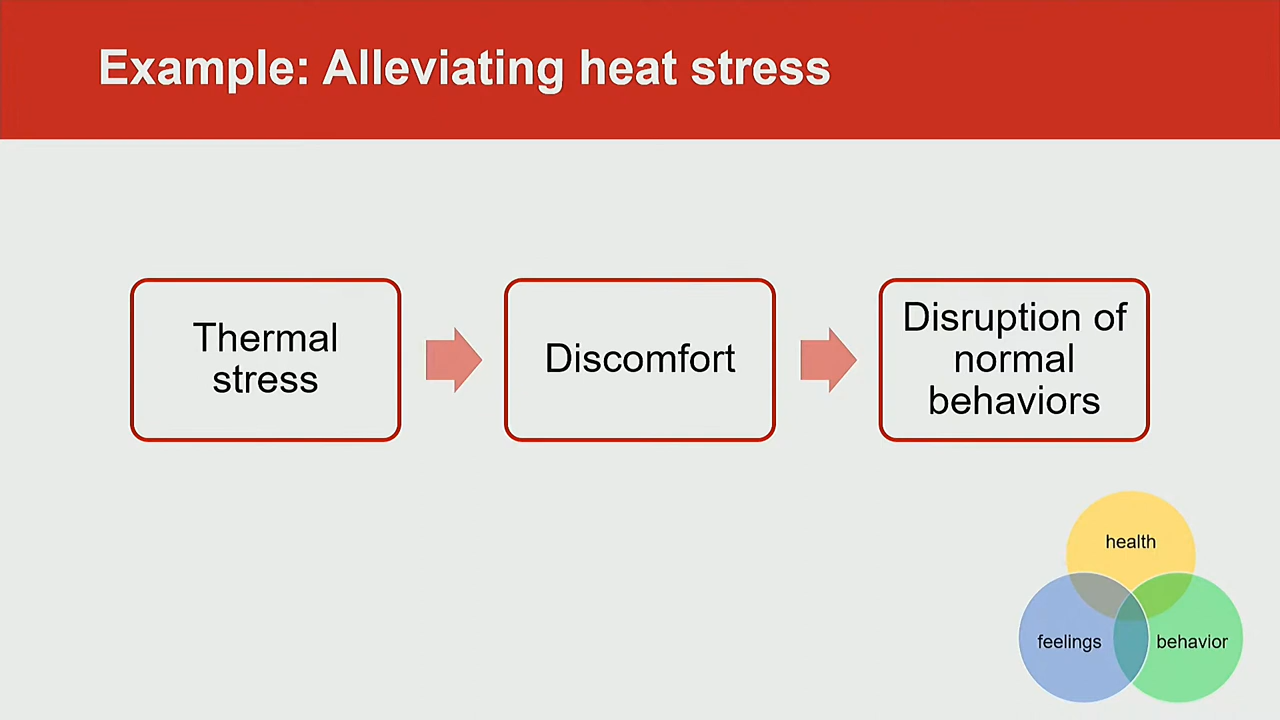 Example: Alleviating heat stress
Thermal
stress
Discomfort
Disruption of
normal
behaviors
health
feelings
behavior